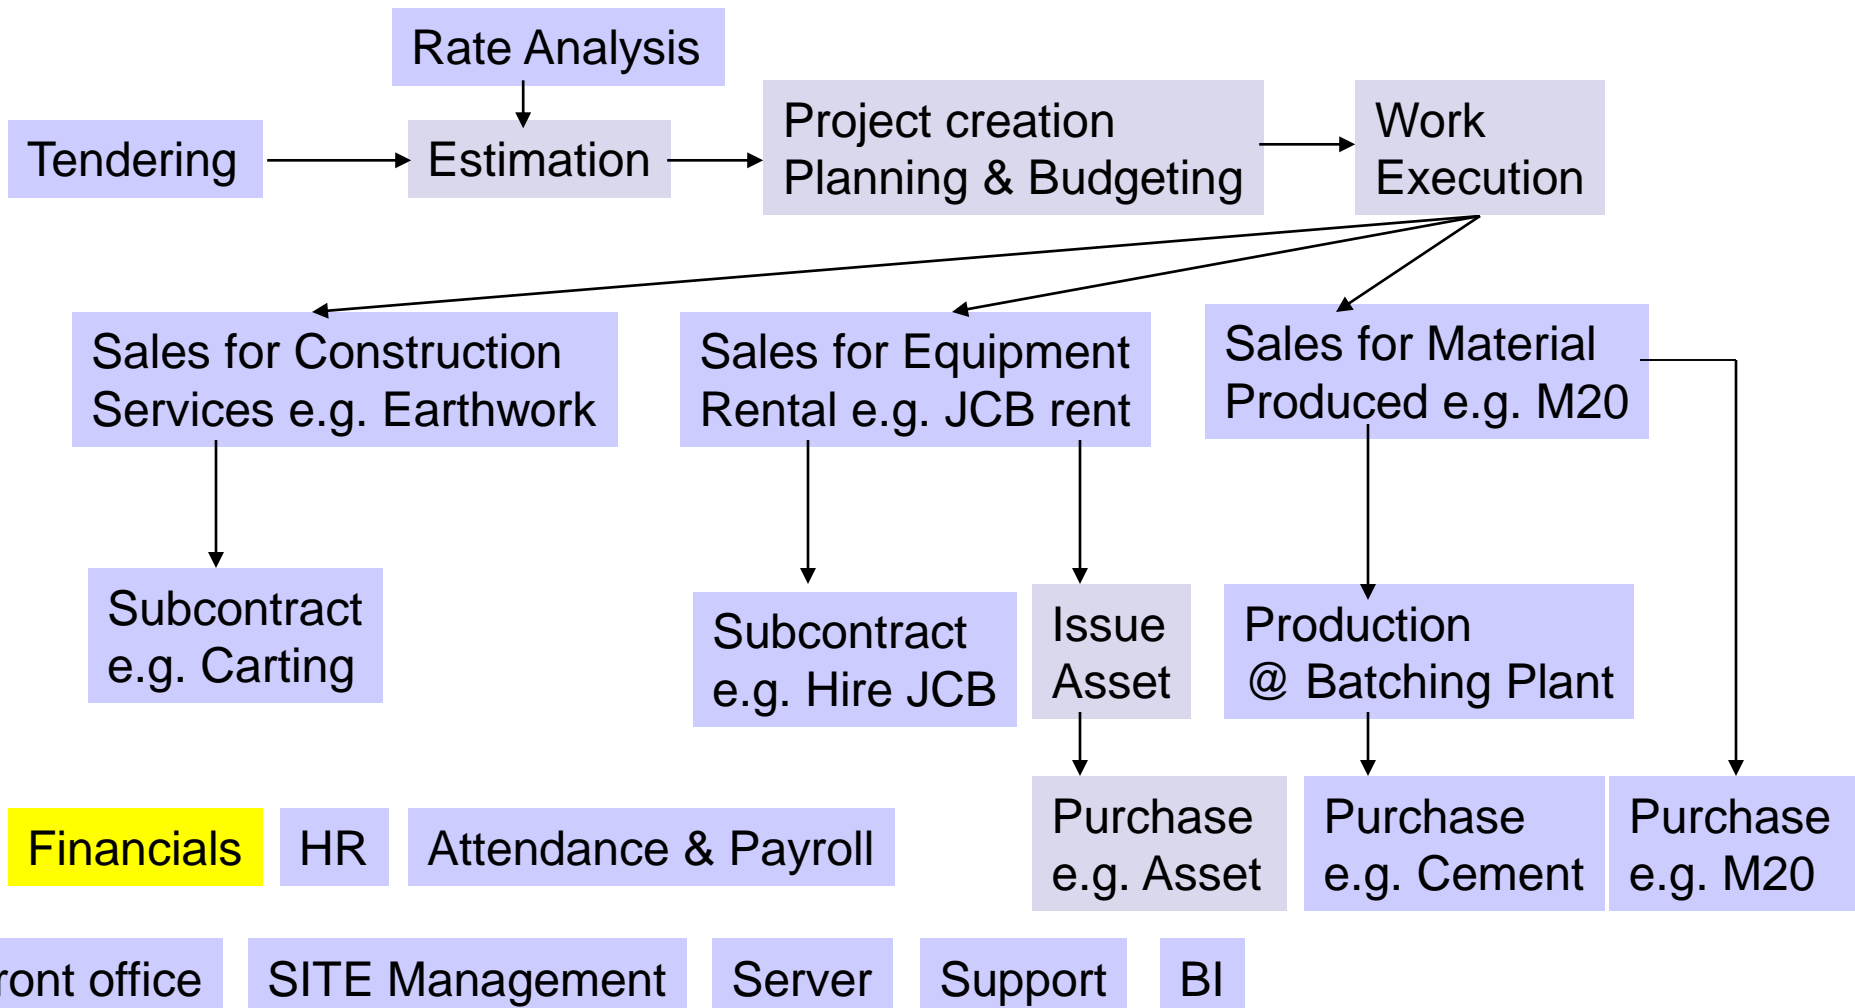 Rate Analysis
Tendering
Estimation
Project creation
Planning & Budgeting
Work
Execution
Sales for Construction
Services e.g. Earthwork
Sales for Equipment
Rental e.g. JCB rent
Sales for Material
Produced e.g. M20
Subcontract
e.g. Carting
Subcontract
e.g. Hire JCB
Issue
Asset
Production
@ Batching Plant
Purchase
e.g. Asset
Purchase
e.g. Cement
Purchase
e.g. M20
Financials
HR
Attendance & Payroll
ront office
SITE Management
Server
Support
BI